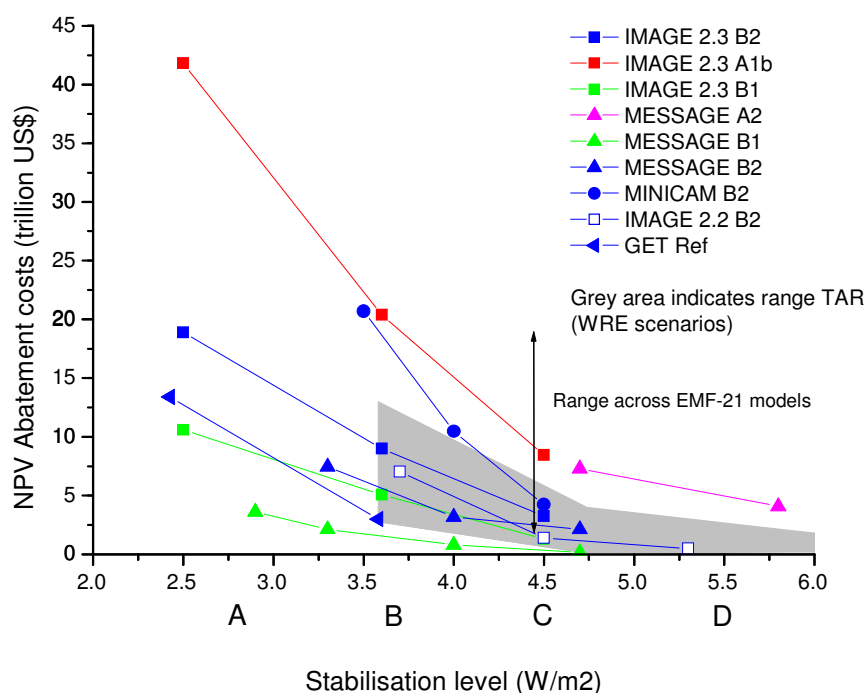 NPV Abatement costs (trillion US$)
45
40
35
30
25
20
15
10
5
0
IMAGE 2.3 B2
IMAGE 2.3 A1b
IMAGE 2.3 B1
MESSAGE A2
MESSAGE B1
MESSAGE B2
MINICAM B2
IMAGE 2.2 B2
GET Ref
Grey area indicates range TAR
(WRE scenarios)
Range across EMF-21 models
2.0 2.5 3.0 3.5 4.0 4.5 5.0 5.5 6.0
A B C D
Stabilisation level (W/m2)